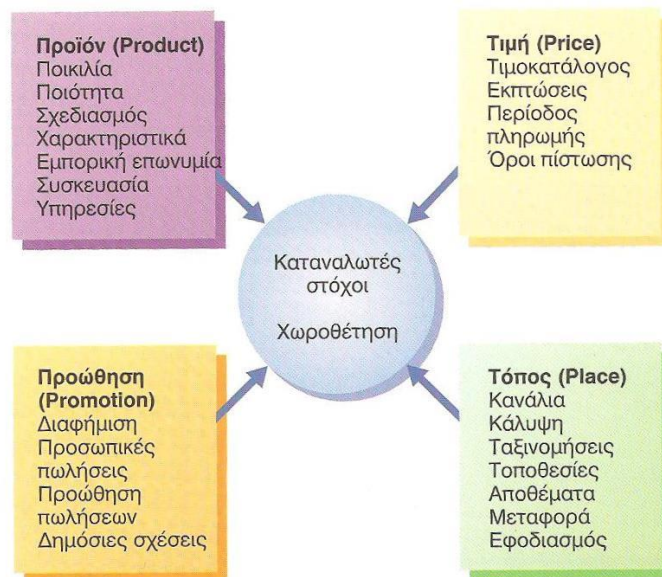 Προϊόν (Product)
Ποικιλία
Ποιότητα
Σχεδιασμός
Χαρακτηριστικά
Εμπορική επωνυμία
Συσκευασία
Υπηρεσίες
Τιμή (Price)
Τιμοκατάλογος
Εκπτώσεις
Περίοδος
πληρωμής
Όροι πίστωσης
Καταναλωτές
στόχοι
Χωροθέτηση
Προώθηση
(Promotion)
Διαφήμιση
Προσωπικές
πωλήσεις
Προώθηση
πωλήσεων
Δημόσιες σχέσεις
Τόπος (Place)
Κανάλια
Κάλυψη
Ταξινομήσεις
Τοποθεσίες
Αποθέματα
Μεταφορά
Εφοδιασμός